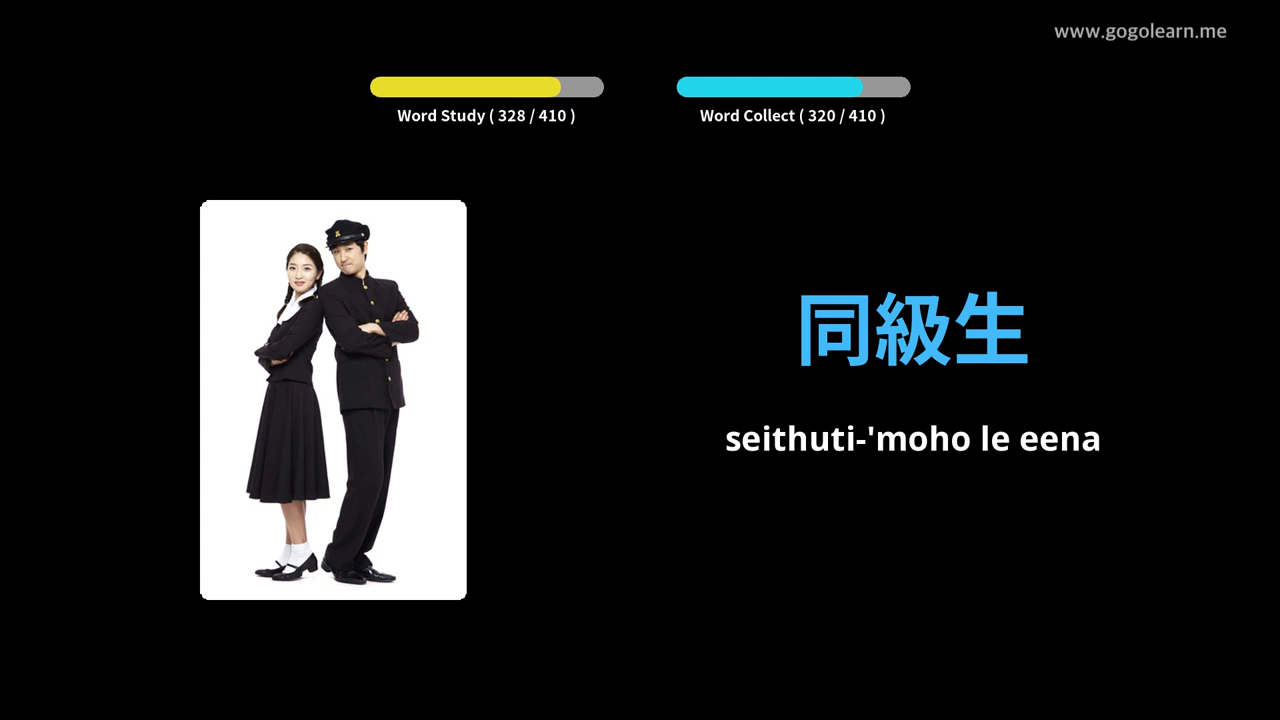 www.gogolearn.me
Word Study ( 328 / 410 )
Word Collect ( 320 / 410 )
同級生
seithuti-'moho le eena